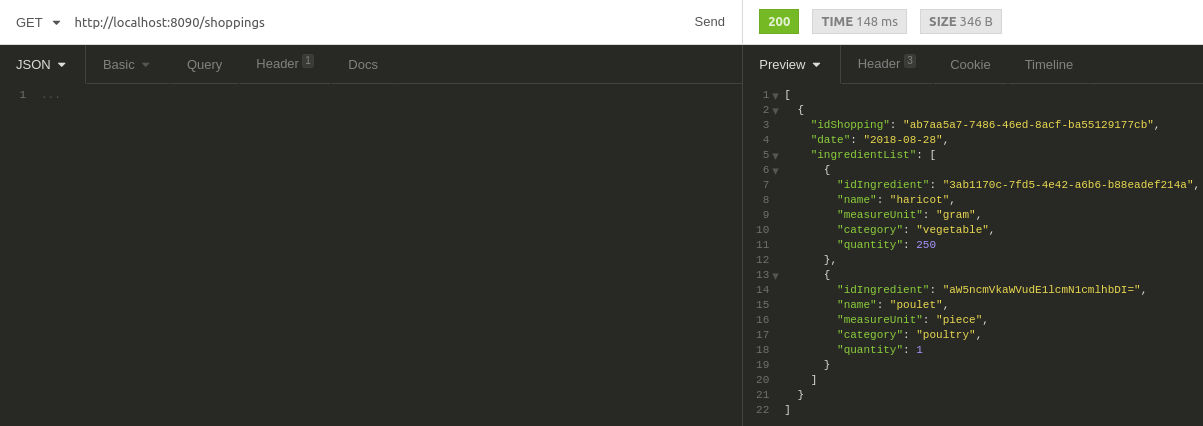 GET http://localhost:8090/shoppings Send 200 TIME 148 ms SIZE 346 B
JSON Basic Query Header 1 Docs Preview Header 3 Cookie Timeline
1 ...
1 [
2 {
3 "idShopping": "ab7aa5a7-7486-46ed-8acf-ba55129177cb",
4 "date": "2018-08-28",
5 "ingredientList": [
6 {
7 "idIngredient": "3ab1170c-7fd5-4e42-a6b6-b88eadef214a",
8 "name": "haricot",
9 "measureUnit": "gram",
10 "category": "vegetable",
11 "quantity": 250
12 },
13 {
14 "idIngredient": "aW5ncmVkaWVudE1lcmN1cmlhbDI=",
15 "name": "poulet",
16 "measureUnit": "piece",
17 "category": "poultry",
18 "quantity": 1
19 }
20 ]
21 }
22 ]